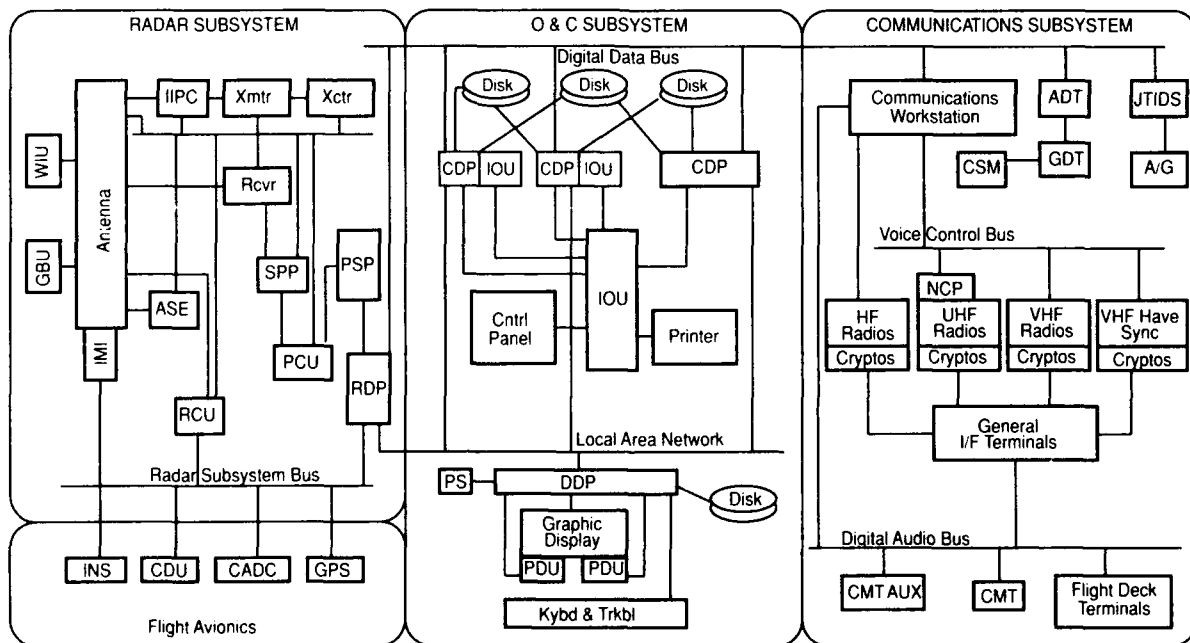 RADAR SUBSYSTEM
O & C SUBSYSTEM
COMMUNICATIONS SUBSYSTEM
IIPC
Xmtr
Xctr
WIU
Antenna
Rcvr
GBU
SPP
PSP
ASE
IMI
PCU
RDP
RCU
Radar Subsystem Bus
INS
CDU
CADC
GPS
Flight Avionics
Digital Data Bus
Disk
Disk
Disk
CDP
IOU
CDP
IOU
CDP
IOU
Cntrl
Panel
Printer
Local Area Network
PS
DDP
Disk
Graphic
Display
PDU
PDU
Kybd & Trkbl
Communications
Workstation
ADT
JTIDS
CSM
GDT
A/G
Voice Control Bus
NCP
HF
Radios
Cryptos
UHF
Radios
Cryptos
VHF
Radios
Cryptos
VHF Have
Sync
Cryptos
General
I/F Terminals
Digital Audio Bus
CMT AUX
CMT
Flight Deck
Terminals